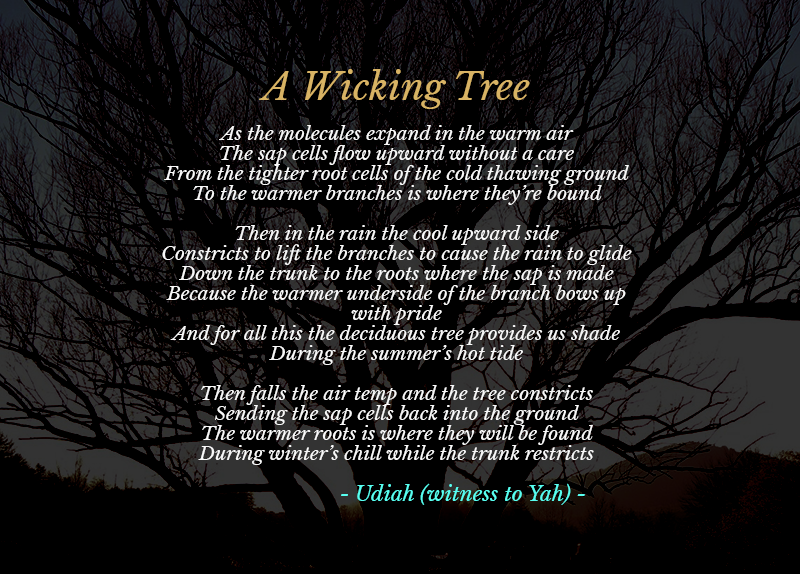 A Wicking Tree
As the molecules expand in the warm air
The sap cells flow upward without a care
From the tighter root cells of the cold thawing ground
To the warmer branches is where they’re bound
Then in the rain the cool upward side
Constricts to lift the branches to cause the rain to glide
Down the trunk to the roots where the sap is made
Because the warmer underside of the branch bows up
with pride
And for all this the deciduous tree provides us shade
During the summer’s hot tide
Then falls the air temp and the tree constricts
Sending the sap cells back into the ground
The warmer roots is where they will be found
During winter’s chill while the trunk restricts
- Udiah (witness to Yah) -